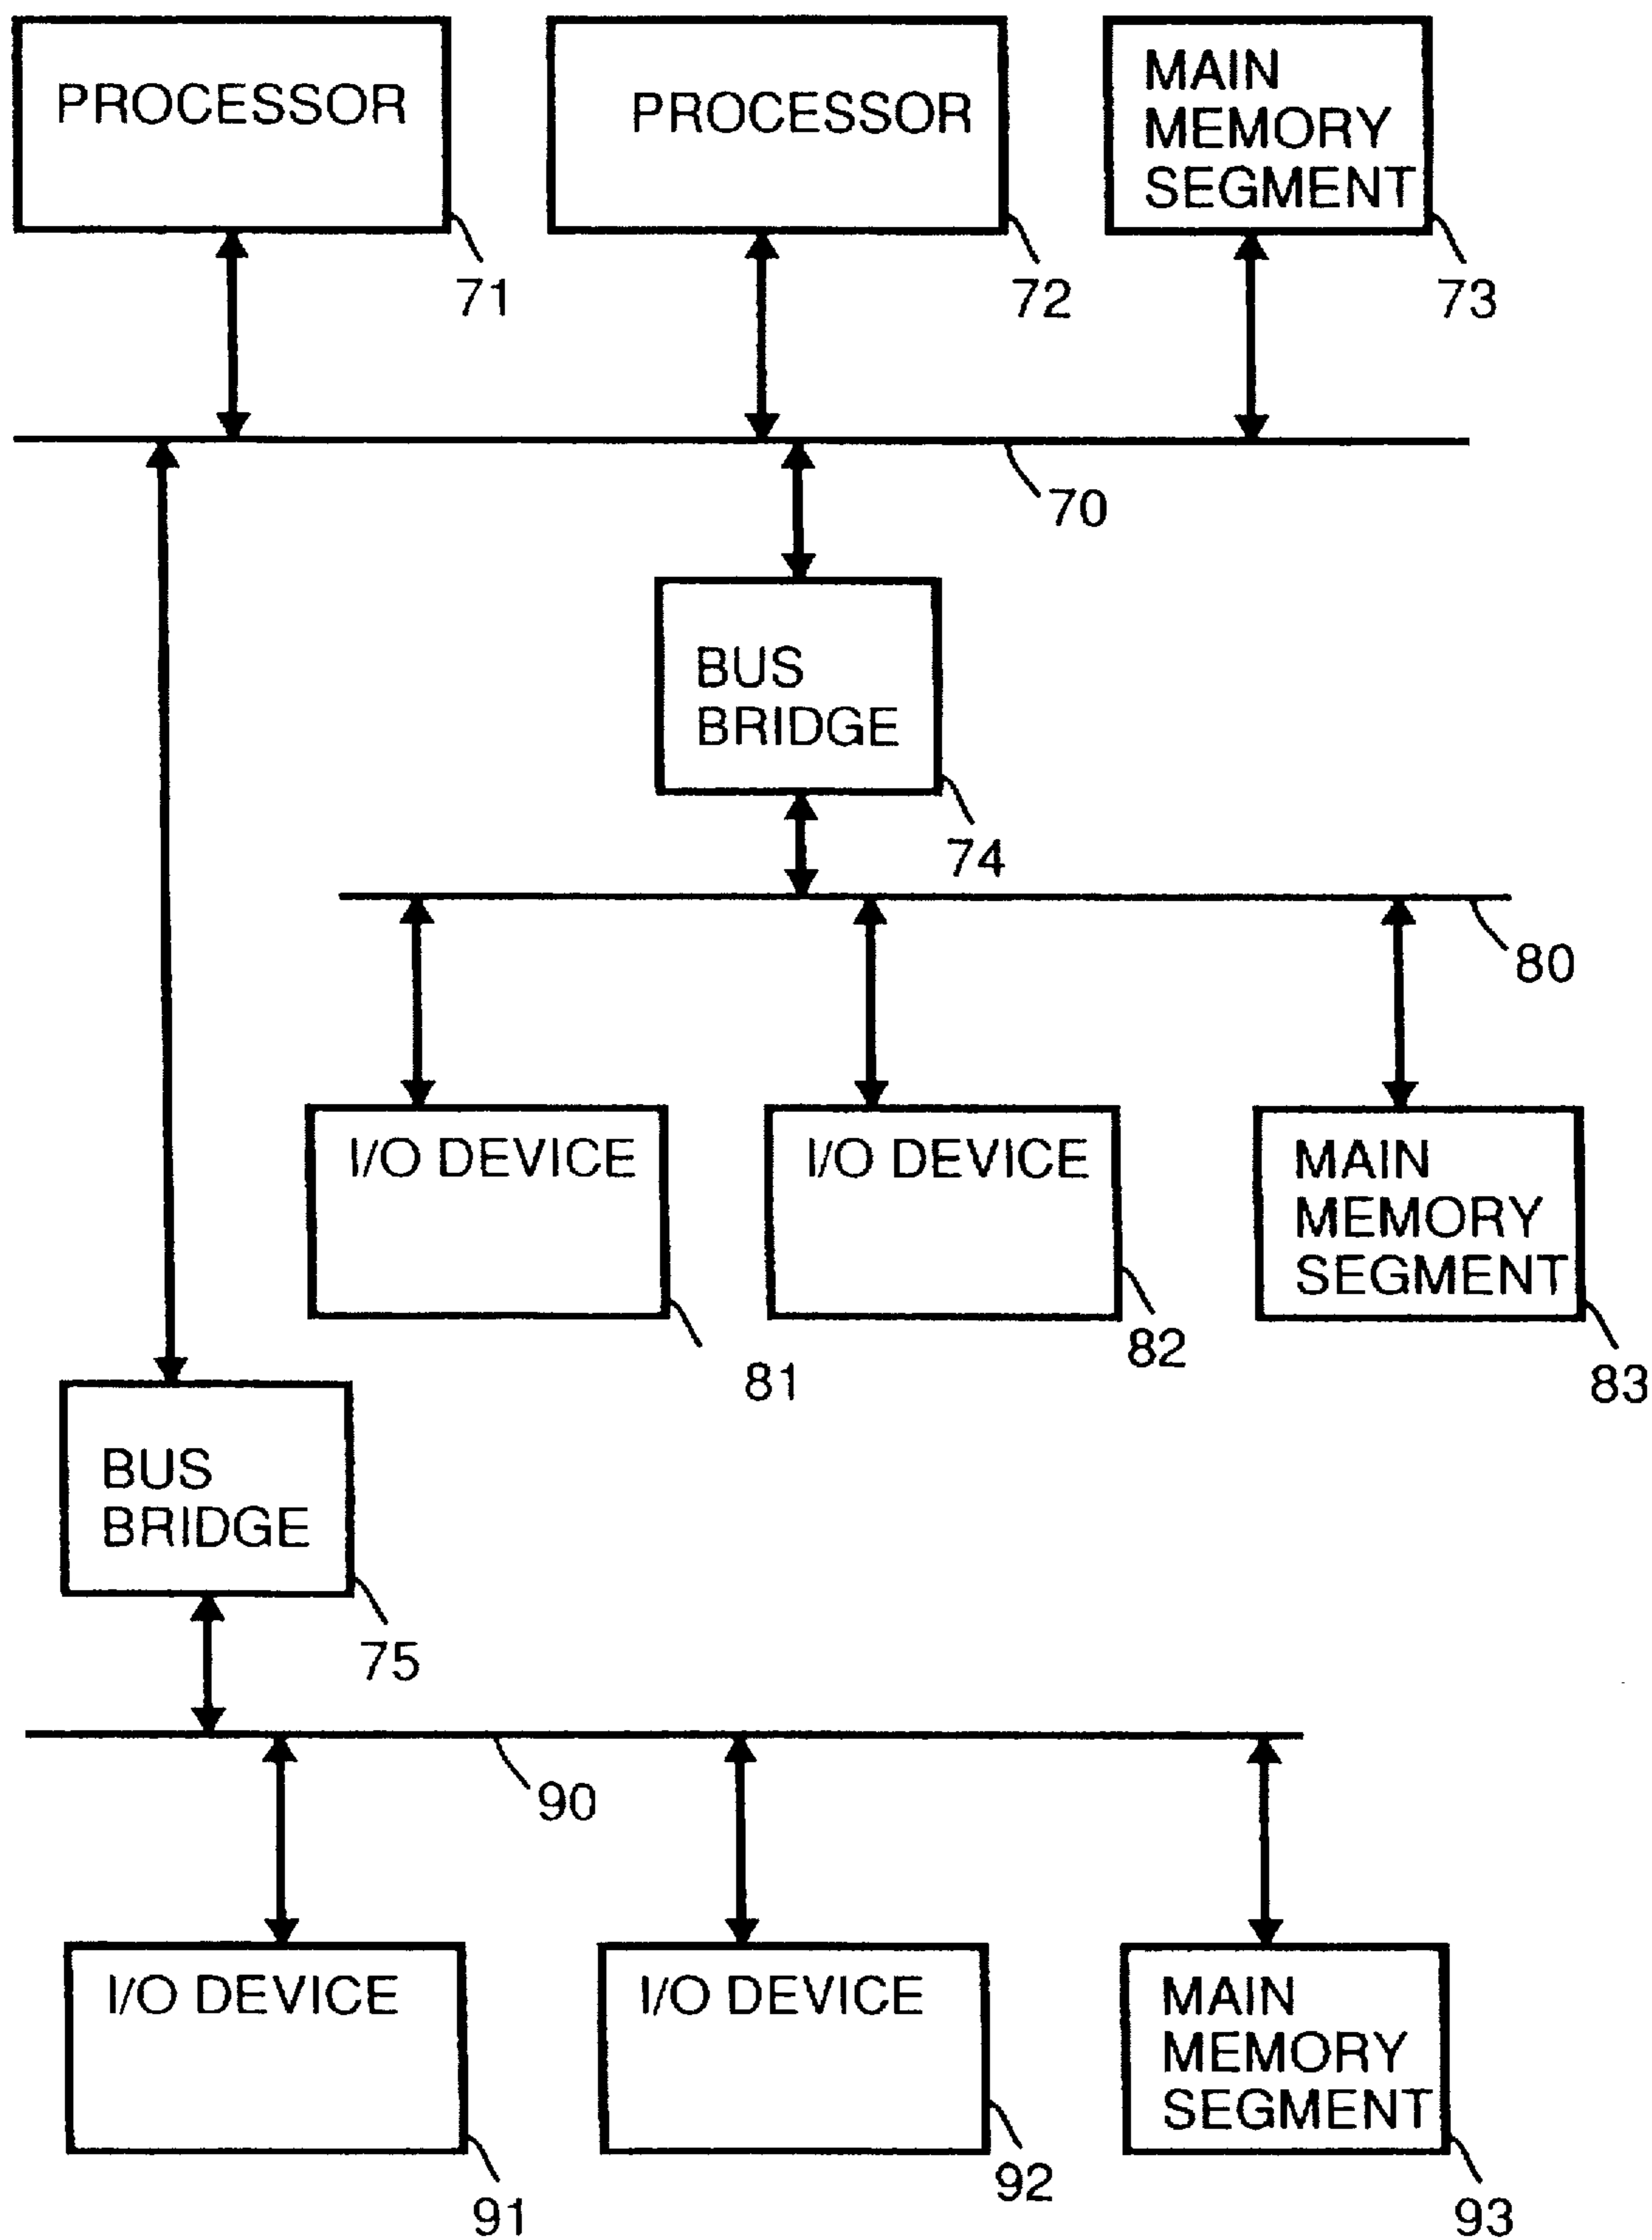 PROCESSOR
71
PROCESSOR
72
MAIN
MEMORY
SEGMENT
73
70
BUS
BRIDGE
74
80
I/O DEVICE
81
I/O DEVICE
82
MAIN
MEMORY
SEGMENT
83
BUS
BRIDGE
75
90
I/O DEVICE
91
I/O DEVICE
92
MAIN
MEMORY
SEGMENT
93